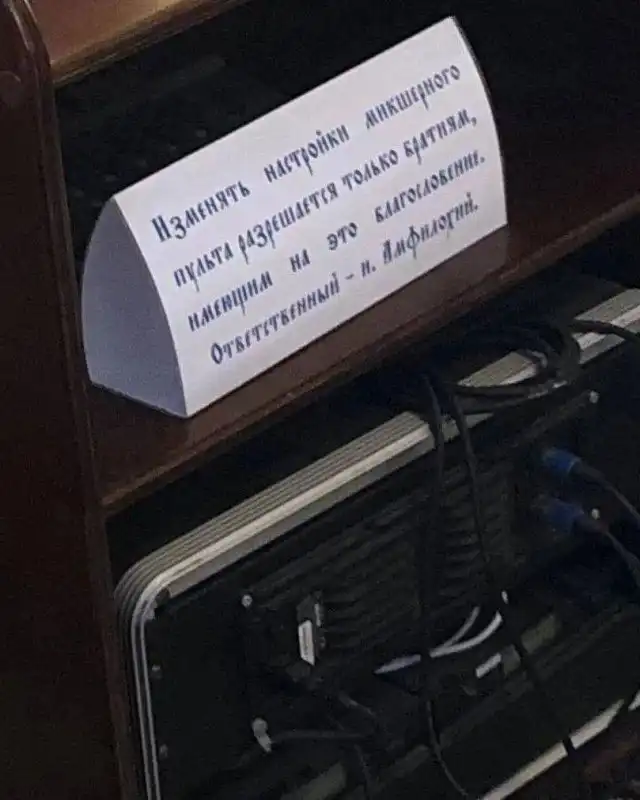 Изменять настройки микшерного
пульта разрешается только братиям,
имеющим на это благословение.
Ответственный - и. Амфилохий.